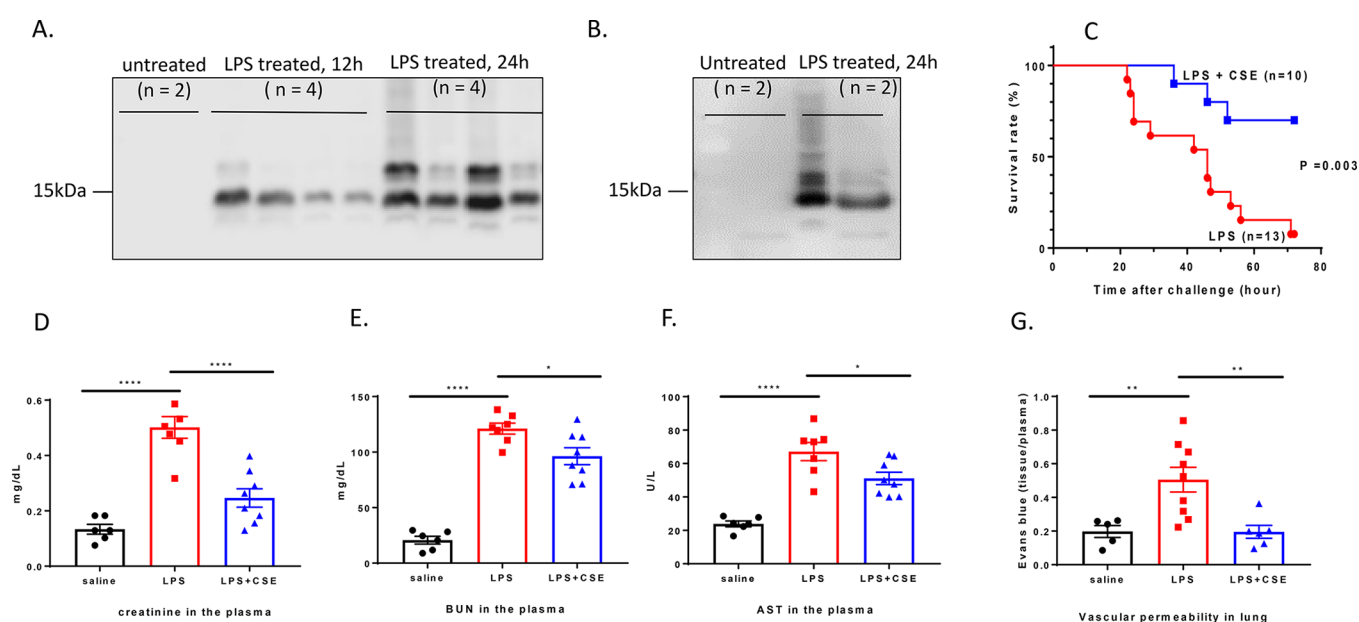 A.
untreated
(n = 2)
LPS treated, 12h
( n = 4)
LPS treated, 24h
( n = 4)
15kDa
B.
Untreated
( n = 2)
LPS treated, 24h
( n = 2)
15kDa
C
Survival rate (%)
100
50
0
LPS + CSE (n=10)
P =0.003
LPS (n=13)
0 20 40 60 80
Time after challenge (hour)
D
mg/dL
0.6
0.4
0.2
0.0
****
****
saline LPS LPS+CSE
creatinine in the plasma
E.
mg/dL
150
100
50
0
****
*
saline LPS LPS+CSE
BUN in the plasma
F.
U/L
100
80
60
40
20
0
****
*
saline LPS LPS+CSE
AST in the plasma
G.
Evans blue (tissue/plasma)
1.0
0.8
0.6
0.4
0.2
0.0
**
**
saline LPS LPS+CSE
Vascular permeability in lung